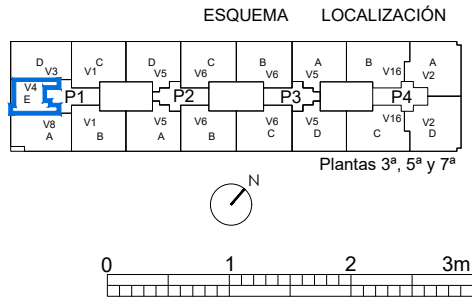 ESQUEMA LOCALIZACIÓN
D C D C B A B A
V3 V1 V5 V6 V6 V5 V16 V2
V4
E P1 P2 P3 P4
V8 V1 V5 V6 V6 V5 V16 V2
A B A B C D C D
Plantas 3ª, 5ª y 7ª
N
0 1 2 3m